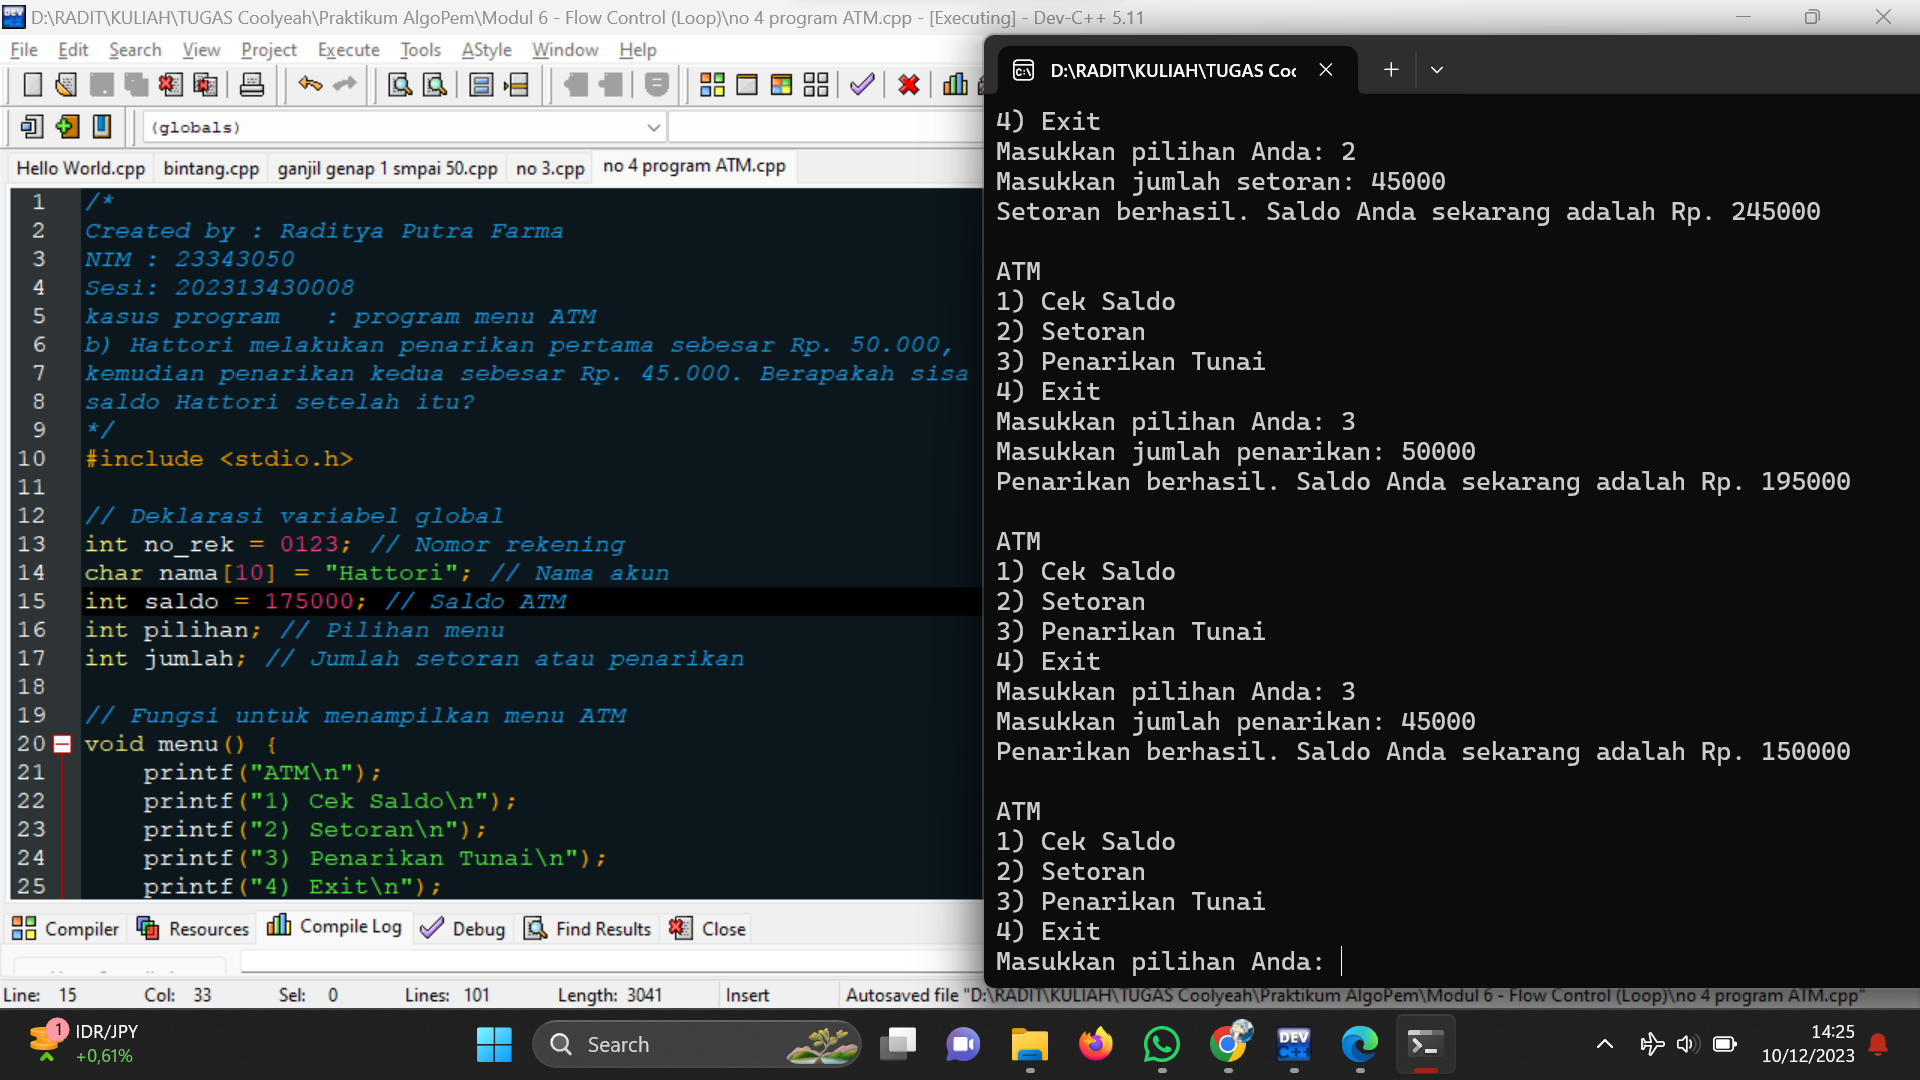 D:\RADIT\KULIAH\TUGAS Coolyeah\Praktikum AlgoPem\Modul 6 - Flow Control (Loop)\no 4 program ATM.cpp - [Executing] - Dev-C++ 5.11
File Edit Search View Project Execute Tools AStyle Window Help
(globals)
Hello World.cpp bintang.cpp ganjil genap 1 smpai 50.cpp no 3.cpp no 4 program ATM.cpp
1 /*
2 Created by : Raditya Putra Farma
3 NIM : 23343050
4 Sesi: 202313430008
5 kasus program   : program menu ATM
6 b) Hattori melakukan penarikan pertama sebesar Rp. 50.000,
7 kemudian penarikan kedua sebesar Rp. 45.000. Berapakah sisa
8 saldo Hattori setelah itu?
9 */
10 #include <stdio.h>
11
12 // Deklarasi variabel global
13 int no_rek = 0123; // Nomor rekening
14 char nama[10] = "Hattori"; // Nama akun
15 int saldo = 175000; // Saldo ATM
16 int pilihan; // Pilihan menu
17 int jumlah; // Jumlah setoran atau penarikan
18
19 // Fungsi untuk menampilkan menu ATM
20 void menu() {
21 printf("ATM\n");
22 printf("1) Cek Saldo\n");
23 printf("2) Setoran\n");
24 printf("3) Penarikan Tunai\n");
25 printf("4) Exit\n");
Compiler Resources Compile Log Debug Find Results Close
Line: 15 Col: 33 Sel: 0 Lines: 101 Length: 3041 Insert Autosaved file "D:\RADIT\KULIAH\TUGAS Coolyeah\Praktikum AlgoPem\Modul 6 - Flow Control (Loop)\no 4 program ATM.cpp"
D:\RADIT\KULIAH\TUGAS Coo
4) Exit
Masukkan pilihan Anda: 2
Masukkan jumlah setoran: 45000
Setoran berhasil. Saldo Anda sekarang adalah Rp. 245000
ATM
1) Cek Saldo
2) Setoran
3) Penarikan Tunai
4) Exit
Masukkan pilihan Anda: 3
Masukkan jumlah penarikan: 50000
Penarikan berhasil. Saldo Anda sekarang adalah Rp. 195000
ATM
1) Cek Saldo
2) Setoran
3) Penarikan Tunai
4) Exit
Masukkan pilihan Anda: 3
Masukkan jumlah penarikan: 45000
Penarikan berhasil. Saldo Anda sekarang adalah Rp. 150000
ATM
1) Cek Saldo
2) Setoran
3) Penarikan Tunai
4) Exit
Masukkan pilihan Anda:
1 IDR/JPY
+0,61%
Search
DEV C++
14:25
10/12/2023